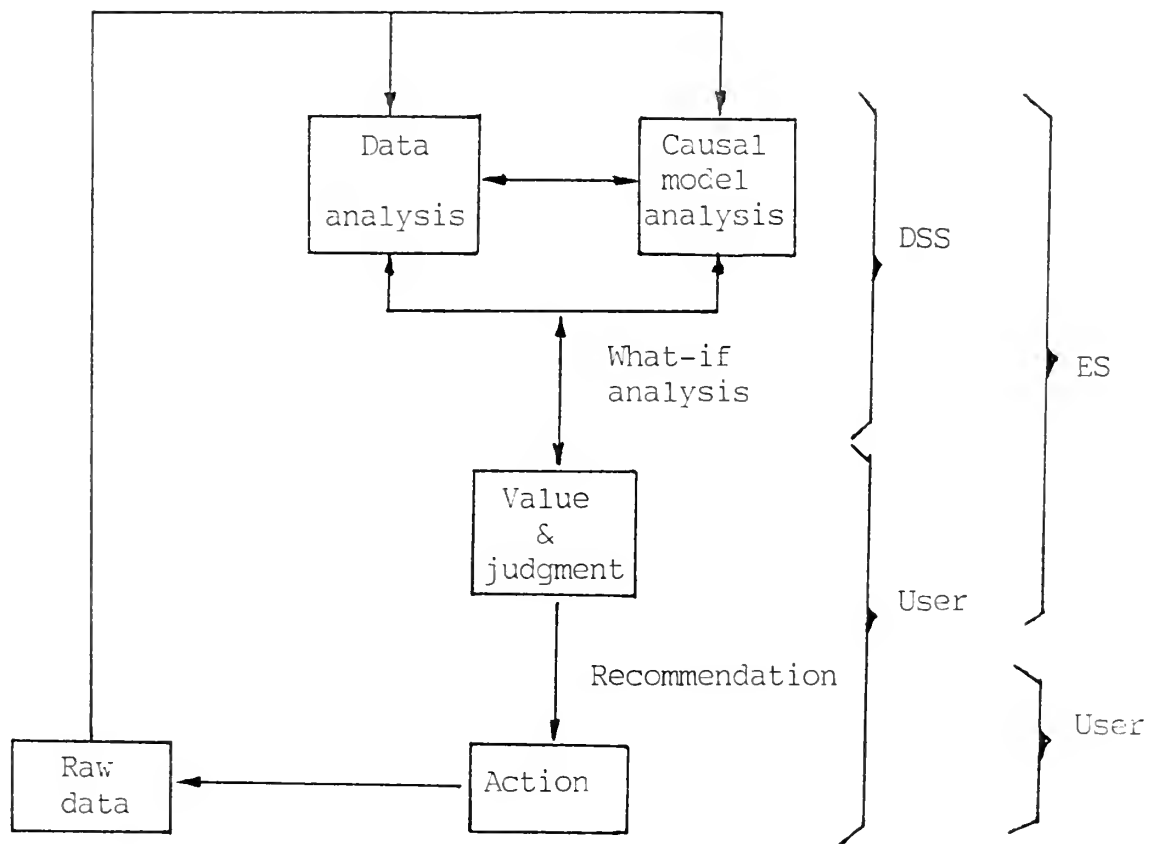 Data
analysis
Causal
model
analysis
DSS
What-if
analysis
ES
Value
&
judgment
User
Recommendation
User
Raw
data
Action